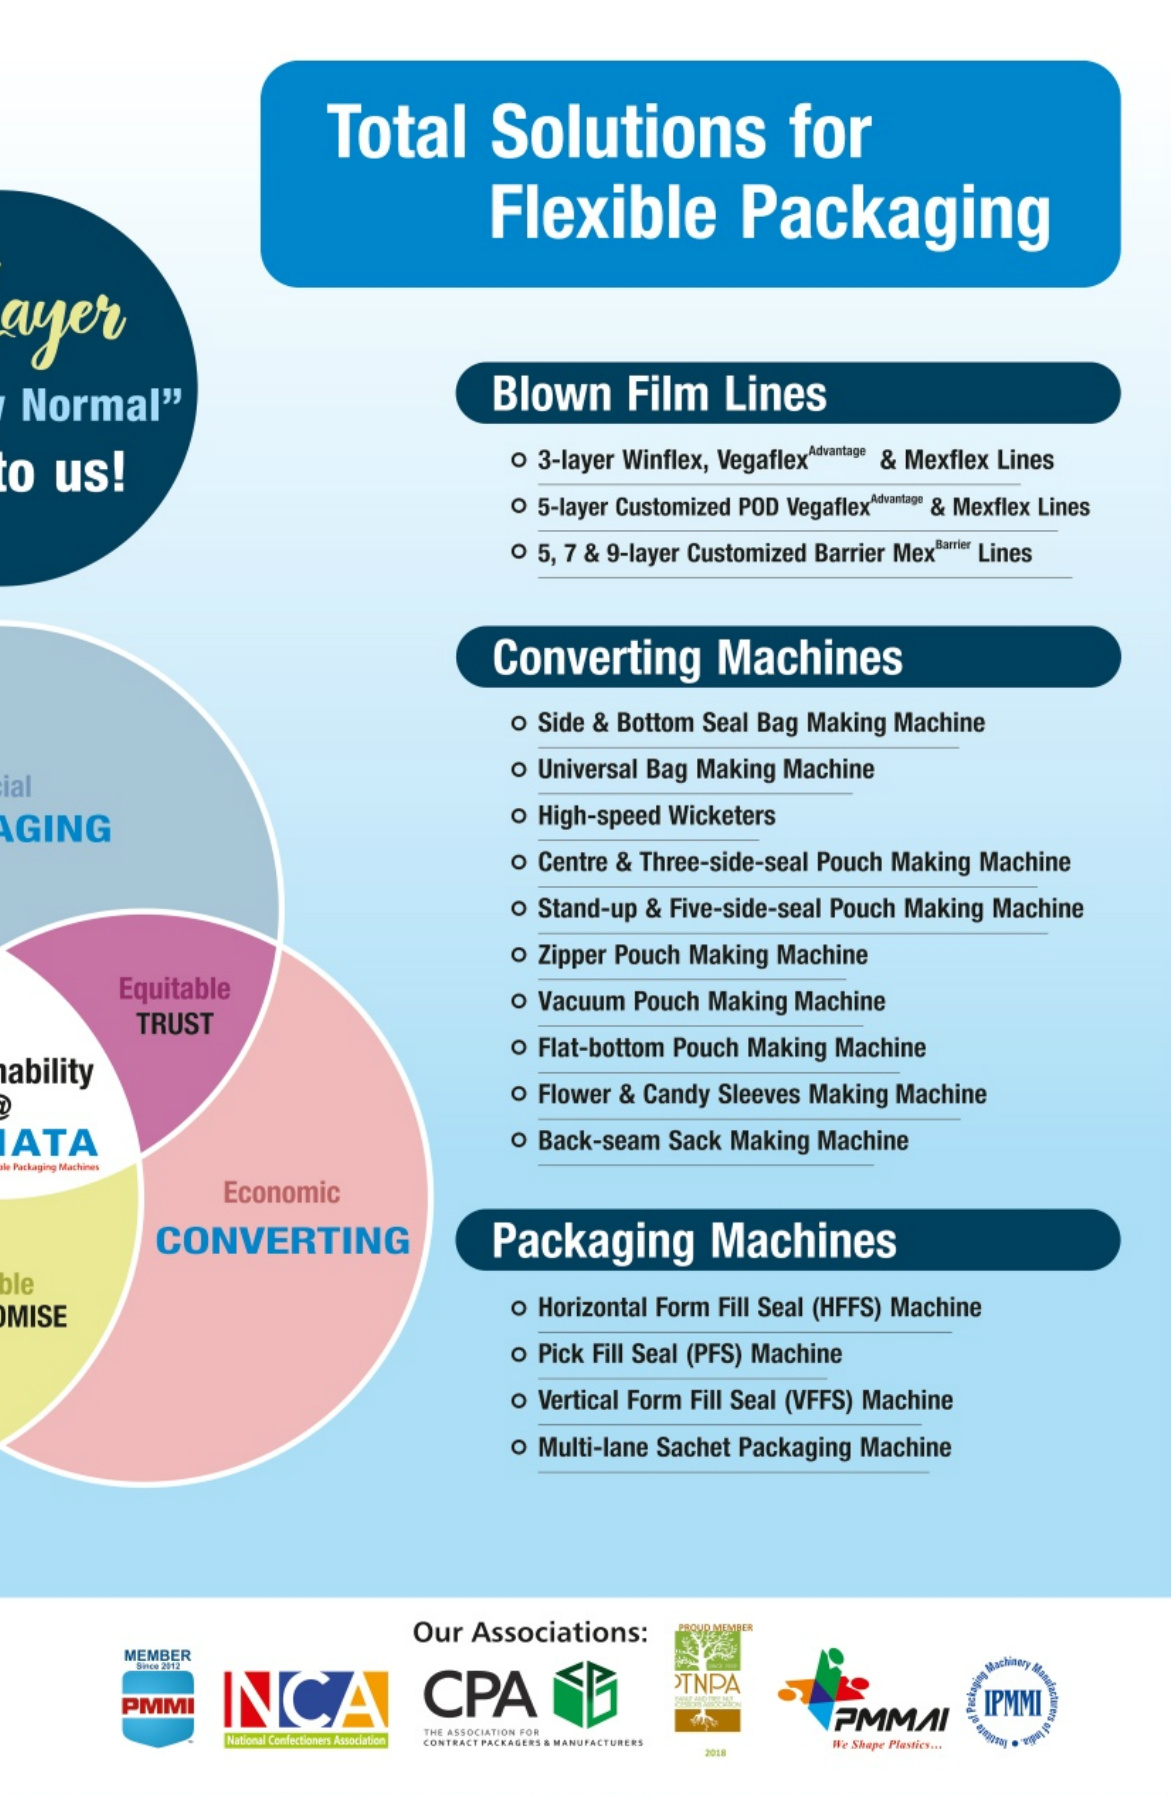 Total Solutions for
Flexible Packaging
ayer
Normal”
to us!
Blown Film Lines
3-layer Winflex, Vegaflex Advantage & Mexflex Lines
5-layer Customized POD Vegaflex Advantage & Mexflex Lines
5, 7 & 9-layer Customized Barrier Mex Barrier Lines
Converting Machines
Side & Bottom Seal Bag Making Machine
Universal Bag Making Machine
High-speed Wicketers
Centre & Three-side-seal Pouch Making Machine
Stand-up & Five-side-seal Pouch Making Machine
Zipper Pouch Making Machine
Vacuum Pouch Making Machine
Flat-bottom Pouch Making Machine
Flower & Candy Sleeves Making Machine
Back-seam Sack Making Machine
Packaging Machines
Horizontal Form Fill Seal (HFFS) Machine
Pick Fill Seal (PFS) Machine
Vertical Form Fill Seal (VFFS) Machine
Multi-lane Sachet Packaging Machine
cial
AGING
Equitable
TRUST
nability
@
ATA
ble Packaging Machines
Economic
CONVERTING
ble
OMISE
Our Associations:
MEMBER
Since 2012
PMMI
NCA
National Confectioners Association
CPA
THE ASSOCIATION FOR
CONTRACT PACKAGERS & MANUFACTURERS
PROUD MEMBER
PTNPA
2018
PMMAI
We Shape Plastics...
IPMMI
Institute of Packaging Machinery Manufacturers of India.